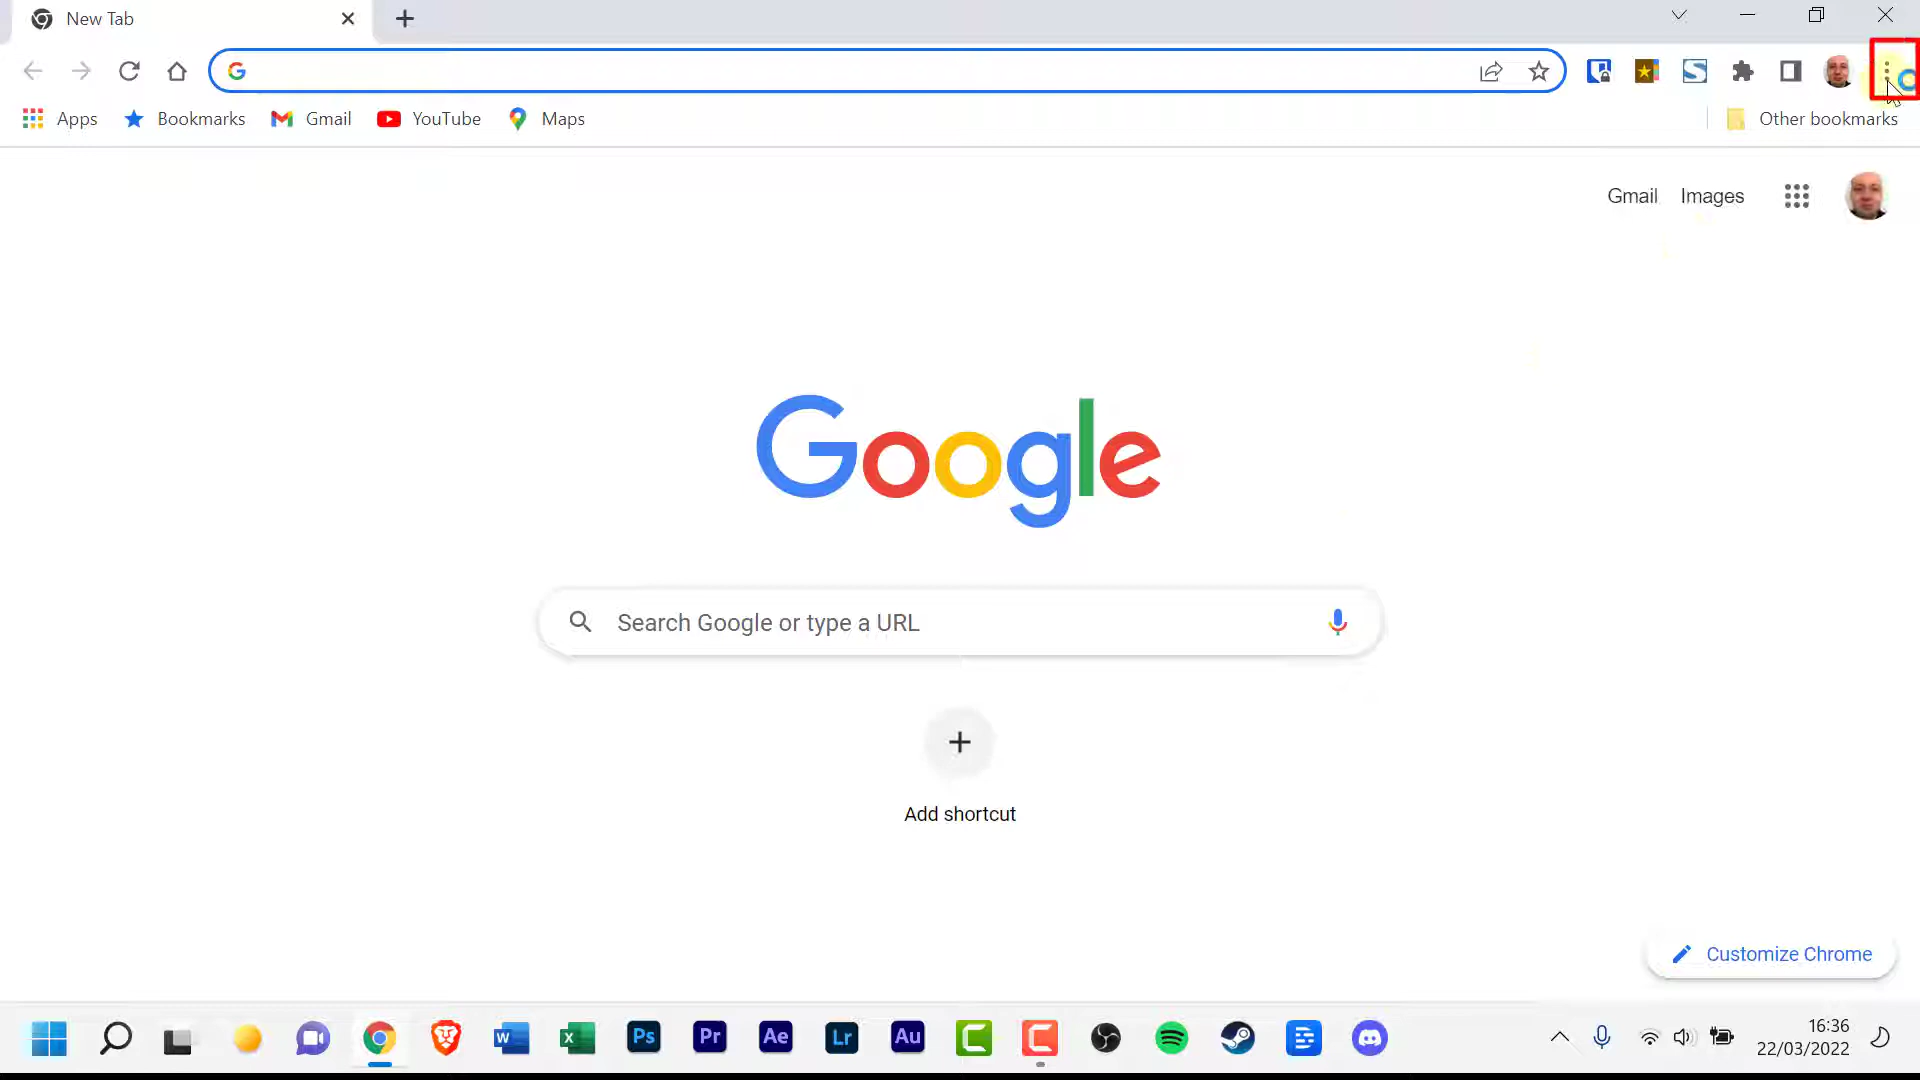 New Tab
Apps
Bookmarks
Gmail
YouTube
Maps
Other bookmarks
Gmail
Images
Google
Search Google or type a URL
Add shortcut
Customize Chrome
W
X
Ps
Pr
Ae
Lr
Au
16:36
22/03/2022